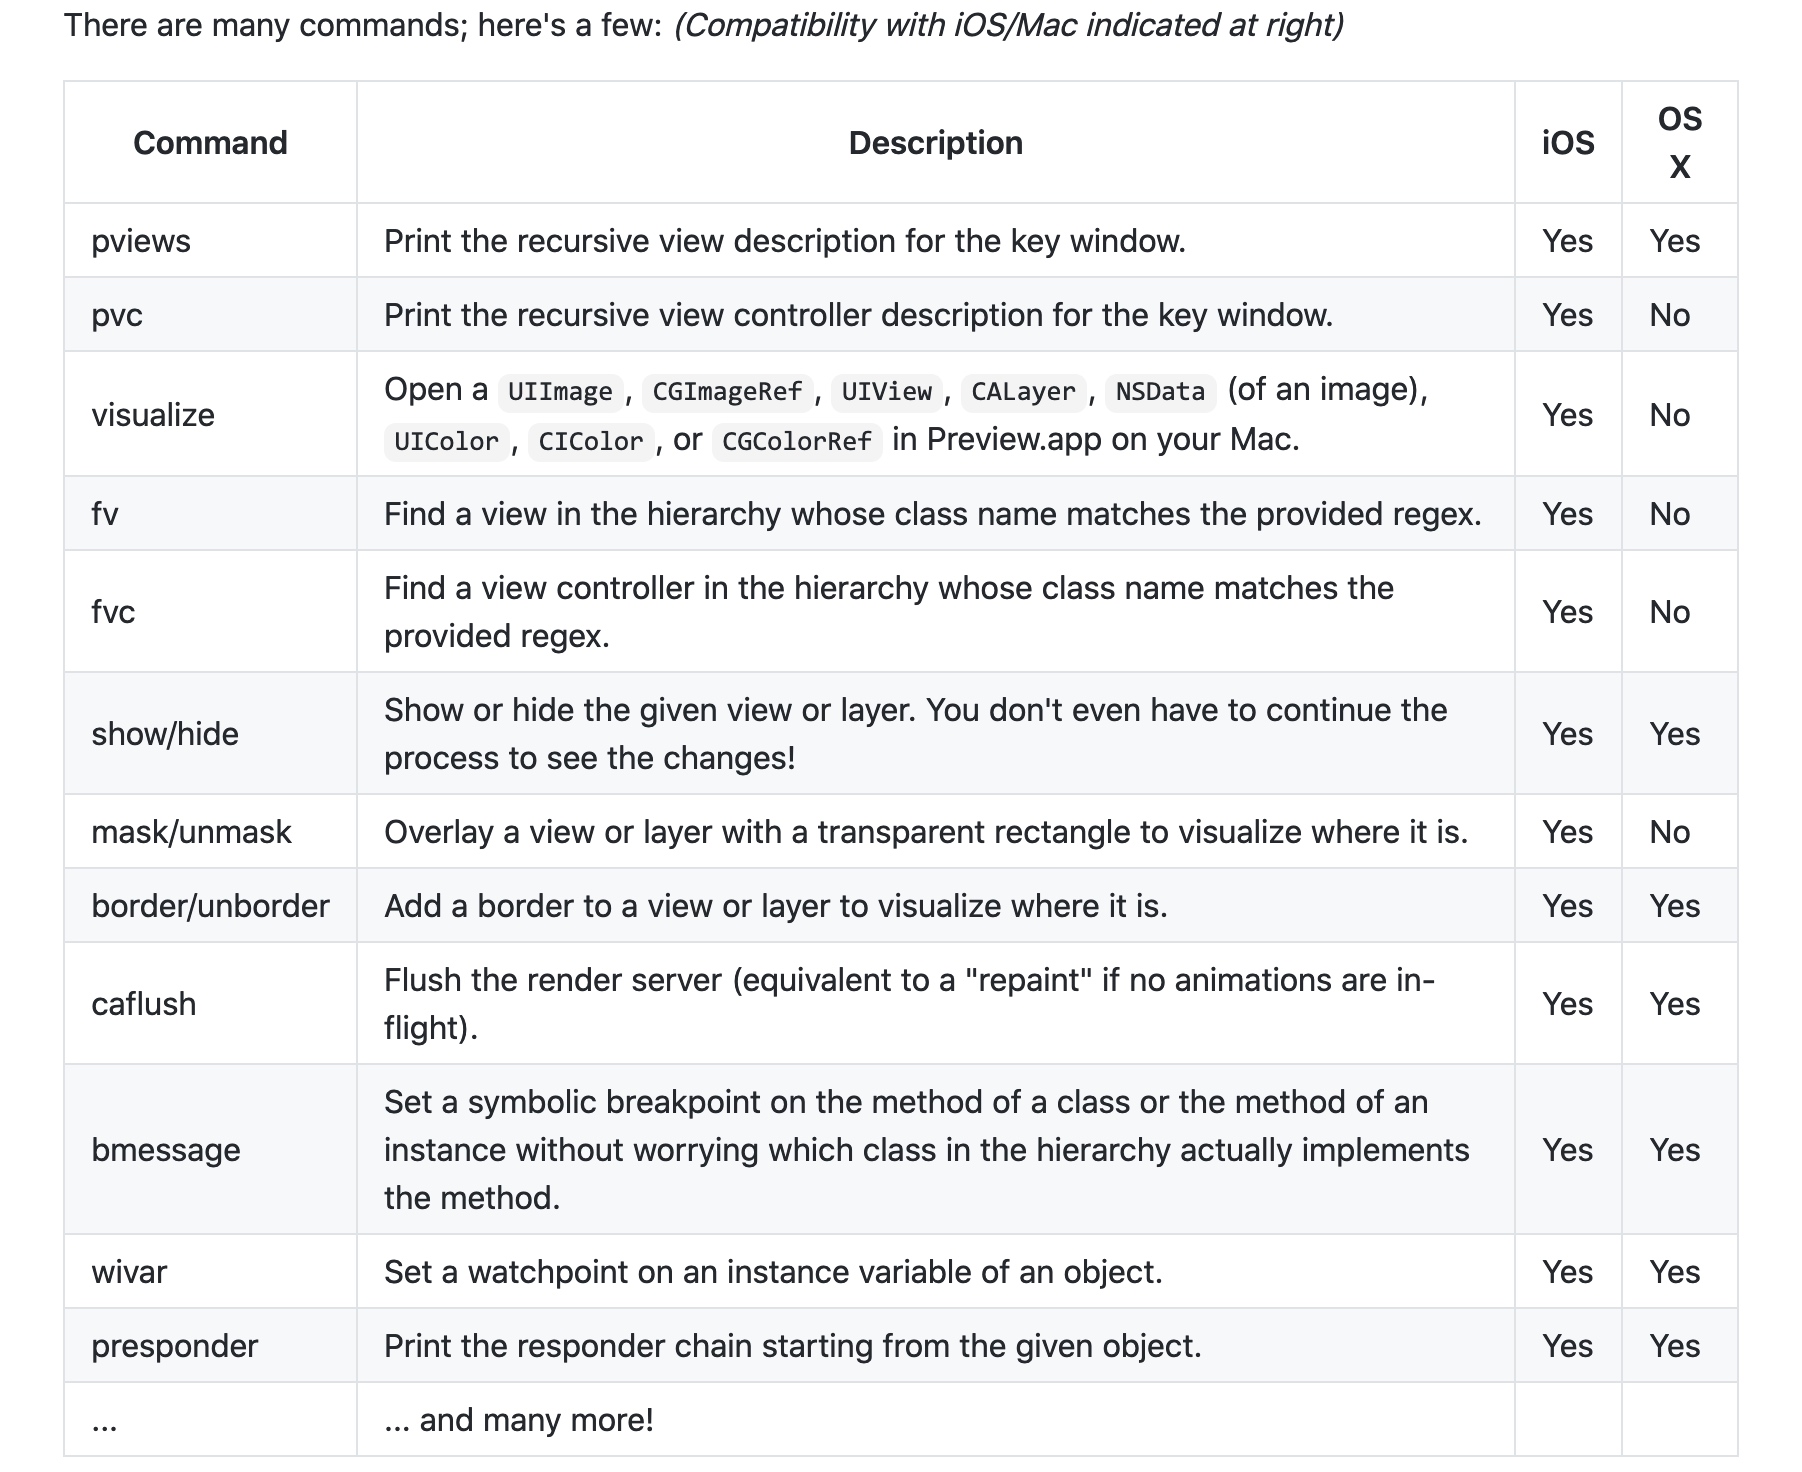 There are many commands; here's a few: (Compatibility with iOS/Mac indicated at right)
Command Description iOS OS X
pviews Print the recursive view description for the key window. Yes Yes
pvc Print the recursive view controller description for the key window. Yes No
visualize Open a UIImage, CGImageRef, UIView, CALayer, NSData (of an image),
UIColor, CIColor, or CGColorRef in Preview.app on your Mac. Yes No
fv Find a view in the hierarchy whose class name matches the provided regex. Yes No
fvc Find a view controller in the hierarchy whose class name matches the
provided regex. Yes No
show/hide Show or hide the given view or layer. You don't even have to continue the
process to see the changes! Yes Yes
mask/unmask Overlay a view or layer with a transparent rectangle to visualize where it is. Yes No
border/unborder Add a border to a view or layer to visualize where it is. Yes Yes
caflush Flush the render server (equivalent to a "repaint" if no animations are in-
flight). Yes Yes
bmessage Set a symbolic breakpoint on the method of a class or the method of an
instance without worrying which class in the hierarchy actually implements
the method. Yes Yes
wivar Set a watchpoint on an instance variable of an object. Yes Yes
presponder Print the responder chain starting from the given object. Yes Yes
... ... and many more!